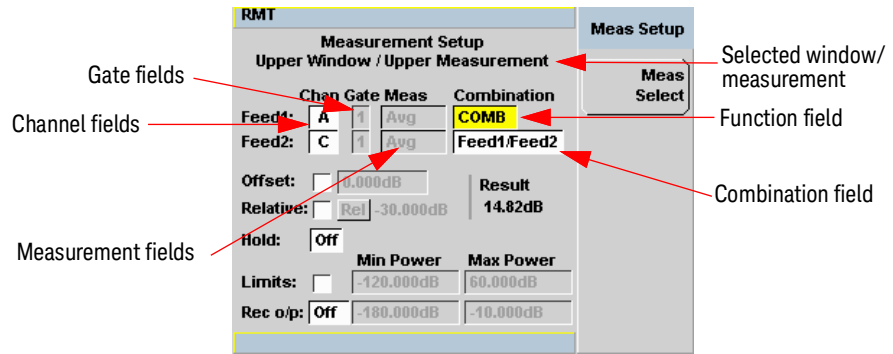 RMT
Meas Setup
Measurement Setup
Upper Window / Upper Measurement
Selected window/
measurement
Gate fields
Meas
Select
Chan Gate Meas Combination
Function field
Channel fields
Feed1: A 1 Avg COMB
Feed2: C 1 Avg Feed1/Feed2
Offset: 0.000dB Result
Combination field
Relative: Rel -30.000dB 14.82dB
Measurement fields
Hold: Off
Min Power Max Power
Limits: -120.000dB 60.000dB
Rec o/p: Off -180.000dB -10.000dB